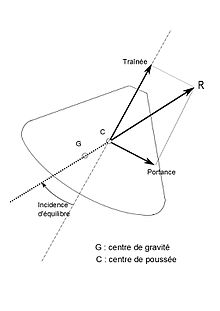 Traînée
R
C
G
Portance
Incidence
d'équilibre
G : centre de gravité
C : centre de poussée